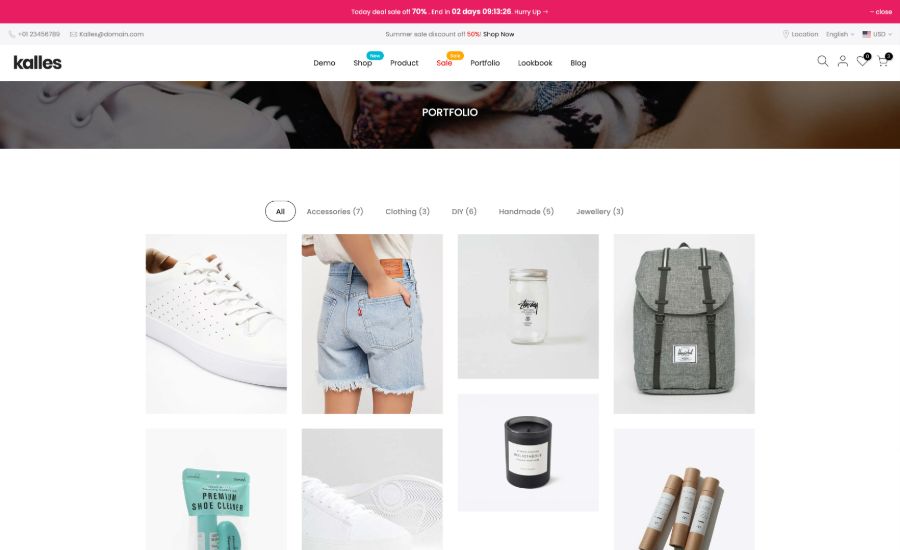 Today deal sale off 70% . End in 02 days 09:13:26. Hurry Up →
close
+01 23456789
Kalles@domain.com
Summer sale discount off 50%! Shop Now
Location
English
USD
kalles
Demo
Shop
New
Product
Sale
Sale
Portfolio
Lookbook
Blog
0
0
PORTFOLIO
All
Accessories (7)
Clothing (3)
DIY (6)
Handmade (5)
Jewellery (3)
Stussy
Herschel
PREMIUM
SHOE CLEANER